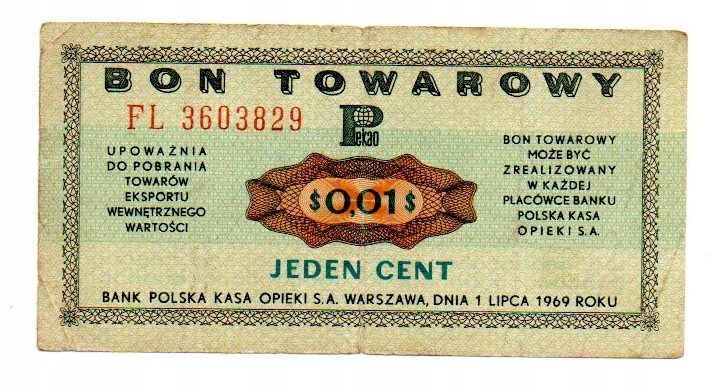 BON TOWAROWY
FL 3603829
Pekao
UPOWAŻNIA
DO POBRANIA
TOWARÓW
EKSPORTU
WEWNĘTRZNEGO
WARTOŚCI
$0,01$
BON TOWAROWY
MOŻE BYĆ
ZREALIZOWANY
W KAŻDEJ
PLACÓWCE BANKU
POLSKA KASA
OPIEKI S.A.
JEDEN CENT
BANK POLSKA KASA OPIEKI S.A. WARSZAWA, DNIA 1 LIPCA 1969 ROKU